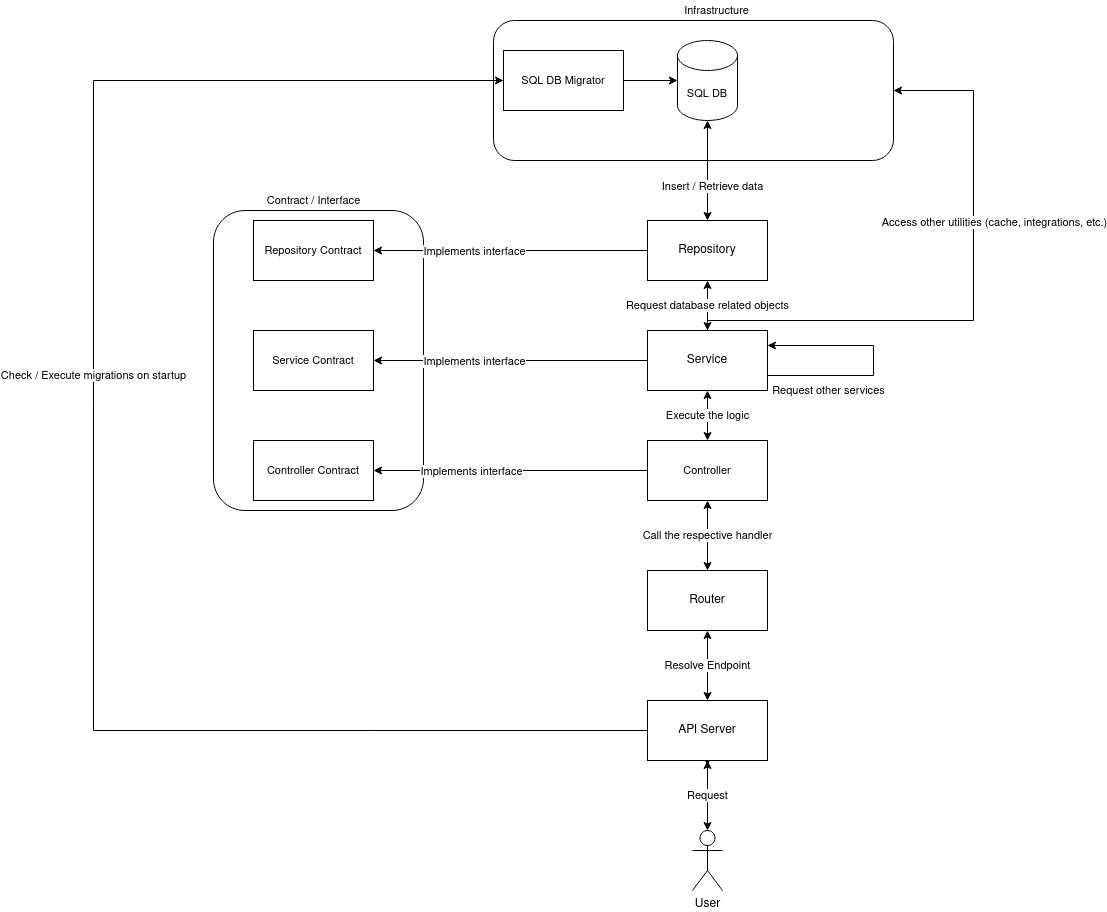 Infrastructure
SQL DB Migrator
SQL DB
Insert / Retrieve data
Contract / Interface
Access other utilities (cache, integrations, etc.)
Repository Contract
Implements interface
Repository
Request database related objects
Service Contract
Implements interface
Service
Check / Execute migrations on startup
Request other services
Execute the logic
Controller Contract
Implements interface
Controller
Call the respective handler
Router
Resolve Endpoint
API Server
Request
User